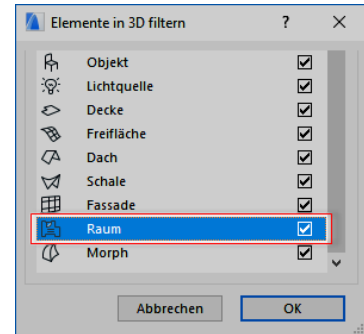 Elemente in 3D filtern
Objekt
Lichtquelle
Decke
Freifläche
Dach
Schale
Fassade
Raum
Morph
Abbrechen OK